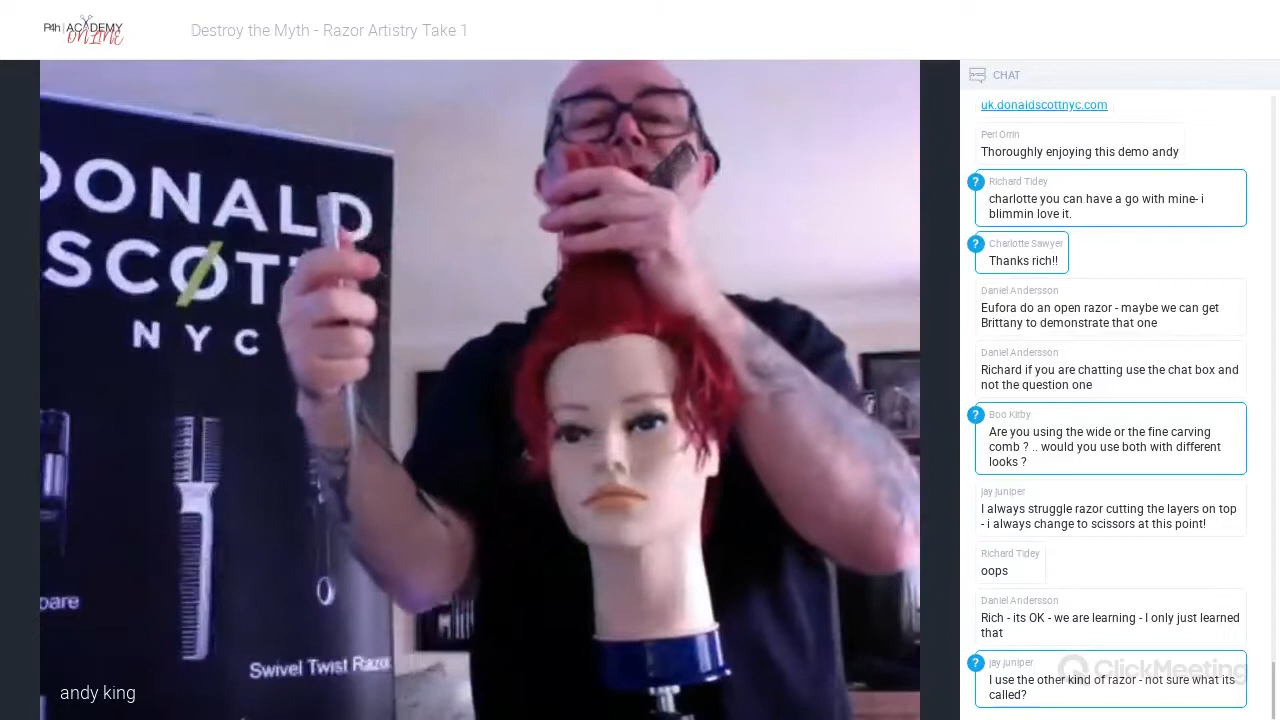 P4h | ACADEMY
ONLINE
Destroy the Myth - Razor Artistry Take 1
DONALD
SCOTT
NYC
Swivel Twist Razor
andy king
CHAT
uk.donaldscottnyc.com
Peri Orrin
Thoroughly enjoying this demo andy
?
Richard Tidey
charlotte you can have a go with mine- i
blimmin love it.
?
Charlotte Sawyer
Thanks rich!!
Daniel Andersson
Eufora do an open razor - maybe we can get
Brittany to demonstrate that one
Daniel Andersson
Richard if you are chatting use the chat box and
not the question one
?
Boo Kirby
Are you using the wide or the fine carving
comb ? .. would you use both with different
looks ?
jay juniper
I always struggle razor cutting the layers on top
- i always change to scissors at this point!
Richard Tidey
oops
Daniel Andersson
Rich - its OK - we are learning - I only just learned
that
ClickMeeting
?
jay juniper
I use the other kind of razor - not sure what its
called?